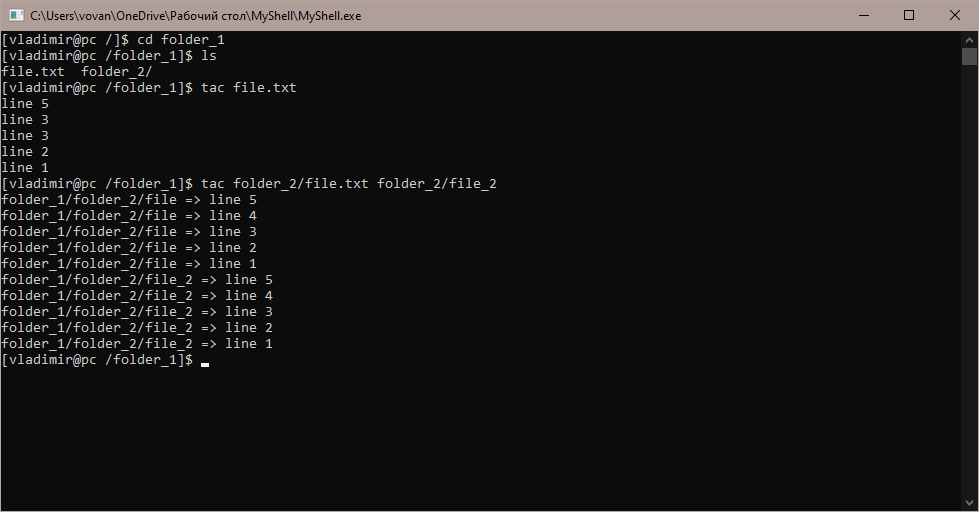 C:\Users\vovan\OneDrive\Рабочий стол\MyShell\MyShell.exe
[vladimir@pc /]$ cd folder_1
[vladimir@pc /folder_1]$ ls
file.txt  folder_2/
[vladimir@pc /folder_1]$ tac file.txt
line 5
line 3
line 3
line 2
line 1
[vladimir@pc /folder_1]$ tac folder_2/file.txt folder_2/file_2
folder_1/folder_2/file => line 5
folder_1/folder_2/file => line 4
folder_1/folder_2/file => line 3
folder_1/folder_2/file => line 2
folder_1/folder_2/file => line 1
folder_1/folder_2/file_2 => line 5
folder_1/folder_2/file_2 => line 4
folder_1/folder_2/file_2 => line 3
folder_1/folder_2/file_2 => line 2
folder_1/folder_2/file_2 => line 1
[vladimir@pc /folder_1]$